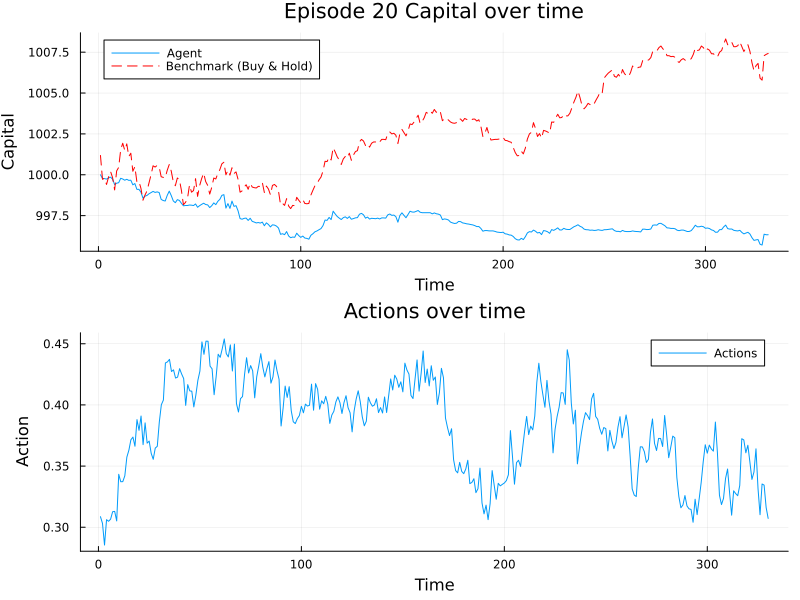 Episode 20 Capital over time
Agent
Benchmark (Buy & Hold)
1007.5
1005.0
1002.5
1000.0
997.5
Capital
0
100
200
300
Time
Actions over time
Actions
0.45
0.40
0.35
0.30
Action
0
100
200
300
Time